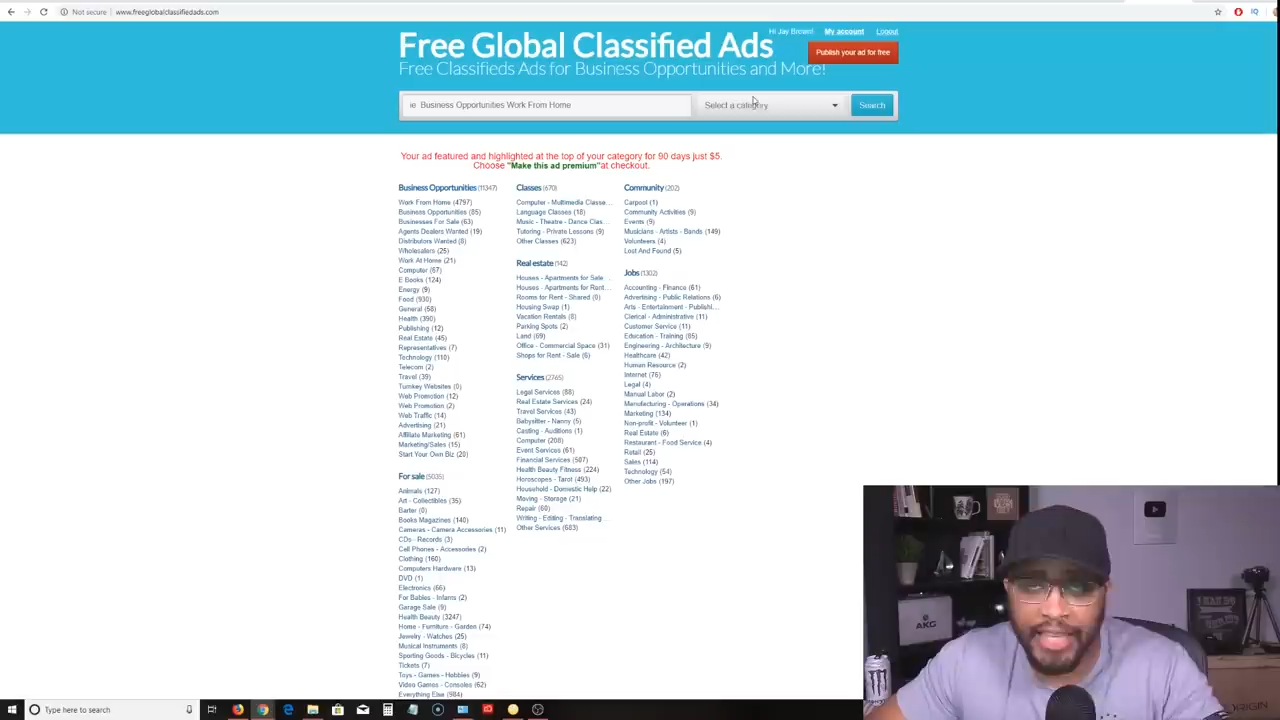 Not secure
www.freeglobalclassifiedads.com
Hi Jay Brown! My account Logout
Free Global Classified Ads
Publish your ad for free
Free Classifieds Ads for Business Opportunities and More!
ie Business Opportunities Work From Home
Select a category
Search
Your ad featured and highlighted at the top of your category for 90 days just $5.
Choose "Make this ad premium"at checkout.
Business Opportunities (11347)
Work From Home (4797)
Business Opportunities (85)
Businesses For Sale (63)
Agents Dealers Wanted (19)
Distributors Wanted (8)
Wholesalers (25)
Work At Home (21)
Computer (67)
E Books (124)
Energy (9)
Food (930)
General (58)
Health (390)
Publishing (12)
Real Estate (45)
Representatives (7)
Technology (110)
Telecom (2)
Travel (39)
Turnkey Websites (0)
Web Promotion (12)
Web Promotion (2)
Web Traffic (14)
Advertising (21)
Affiliate Marketing (61)
Marketing/Sales (15)
Start Your Own Biz (20)
For sale (5035)
Animals (127)
Art - Collectibles (35)
Barter (0)
Books Magazines (140)
Cameras - Camera Accessories (11)
CDs - Records (3)
Cell Phones - Accessories (2)
Clothing (160)
Computers Hardware (13)
DVD (1)
Electronics (66)
For Babies - Infants (2)
Garage Sale (9)
Health Beauty (3247)
Home - Furniture - Garden (74)
Jewelry - Watches (25)
Musical Instruments (8)
Sporting Goods - Bicycles (11)
Tickets (7)
Toys - Games - Hobbies (9)
Video Games - Consoles (62)
Everything Else (984)
Classes (670)
Computer - Multimedia Classe...
Language Classes (18)
Music - Theatre - Dance Clas...
Tutoring - Private Lessons (9)
Other Classes (623)
Real estate (142)
Houses - Apartments for Sale ...
Houses - Apartments for Rent...
Rooms for Rent - Shared (0)
Housing Swap (1)
Vacation Rentals (8)
Parking Spots (2)
Land (69)
Office - Commercial Space (31)
Shops for Rent - Sale (6)
Services (2765)
Legal Services (88)
Real Estate Services (24)
Travel Services (43)
Babysitter - Nanny (5)
Casting - Auditions (1)
Computer (208)
Event Services (61)
Financial Services (507)
Health Beauty Fitness (224)
Horoscopes - Tarot (493)
Household - Domestic Help (22)
Moving - Storage (21)
Repair (60)
Writing - Editing - Translating ...
Other Services (683)
Community (202)
Carpool (1)
Community Activities (9)
Events (9)
Musicians - Artists - Bands (149)
Volunteers (4)
Lost And Found (5)
Jobs (1302)
Accounting - Finance (61)
Advertising - Public Relations (6)
Arts - Entertainment - Publishi...
Clerical - Administrative (11)
Customer Service (11)
Education - Training (85)
Engineering - Architecture (9)
Healthcare (42)
Human Resource (2)
Internet (76)
Legal (4)
Manual Labor (2)
Manufacturing - Operations (34)
Marketing (134)
Non-profit - Volunteer (1)
Real Estate (6)
Restaurant - Food Service (4)
Retail (25)
Sales (114)
Technology (54)
Other Jobs (197)
AKG
ORIGIN
Type here to search